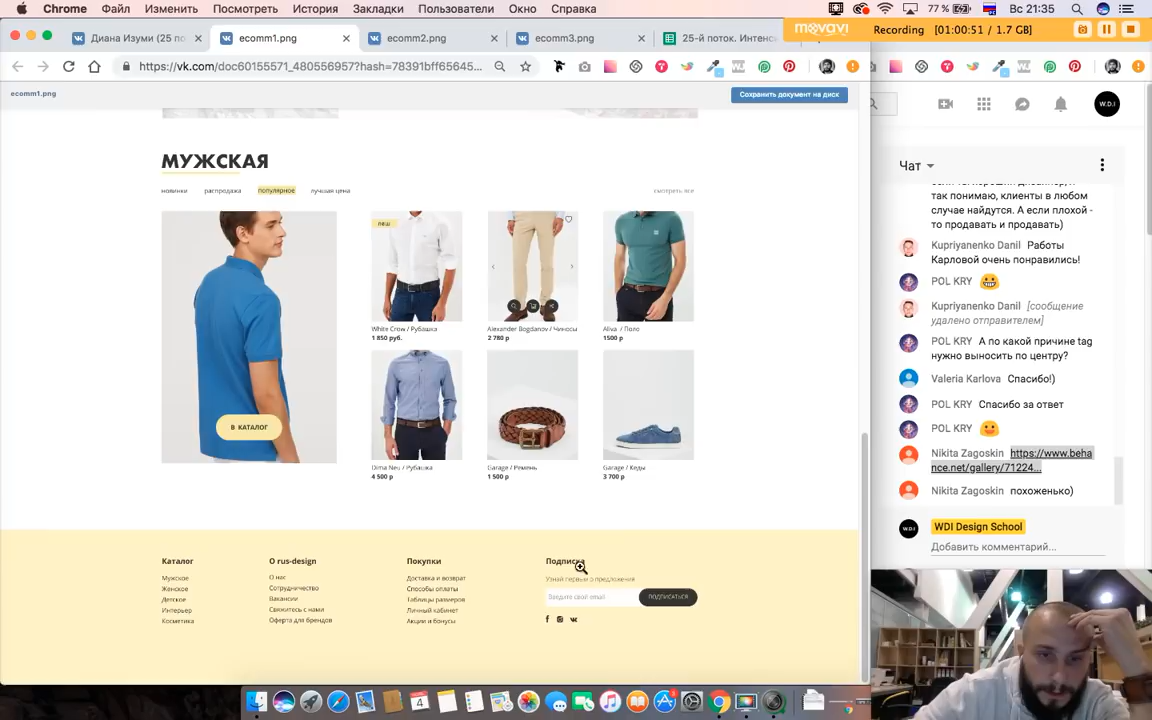 Chrome Файл Изменить Посмотреть История Закладки Пользователи Окно Справка 77 % Вс 21:35
Диана Изуми (25 по ecomm1.png ecomm2.png ecomm3.png 25-й поток. Интенс
movavi Recording [01:00:51 / 1.7 GB]
https://vk.com/doc60155571_480556957?hash=78391bff65645...
ecomm1.png
Сохранить документ на диск
W.D.I
МУЖСКАЯ
новинки распродажа популярное лучшая цена смотреть все
В КАТАЛОГ
White Crow / Рубашка
1 850 руб.
Alexander Bogdanov / Чиносы
2 780 р
Aliva / Поло
1500 р
Dima Neu / Рубашка
4 500 р
Garage / Ремень
1 500 р
Garage / Кеды
3 700 р
Каталог
Мужское
Женское
Детское
Интерьер
Косметика
О rus-design
О нас
Сотрудничество
Вакансии
Свяжитесь с нами
Оферта для брендов
Покупки
Доставка и возврат
Способы оплаты
Таблицы размеров
Личный кабинет
Акции и бонусы
Подписка
Узнай первым о предложения
Введите свой email
ПОДПИСАТЬСЯ
Чат
так понимаю, клиенты в любом
случае найдутся. А если плохой -
то продавать и продавать)
Kupriyanenko Danil Работы
Карловой очень понравились!
POL KRY
Kupriyanenko Danil [сообщение
удалено отправителем]
POL KRY А по какой причине tag
нужно выносить по центру?
Valeria Karlova Спасибо!)
POL KRY Спасибо за ответ
POL KRY
Nikita Zagoskin https://www.beha
nce.net/gallery/71224...
Nikita Zagoskin похоженько)
W.D.I WDI Design School
Добавить комментарий...